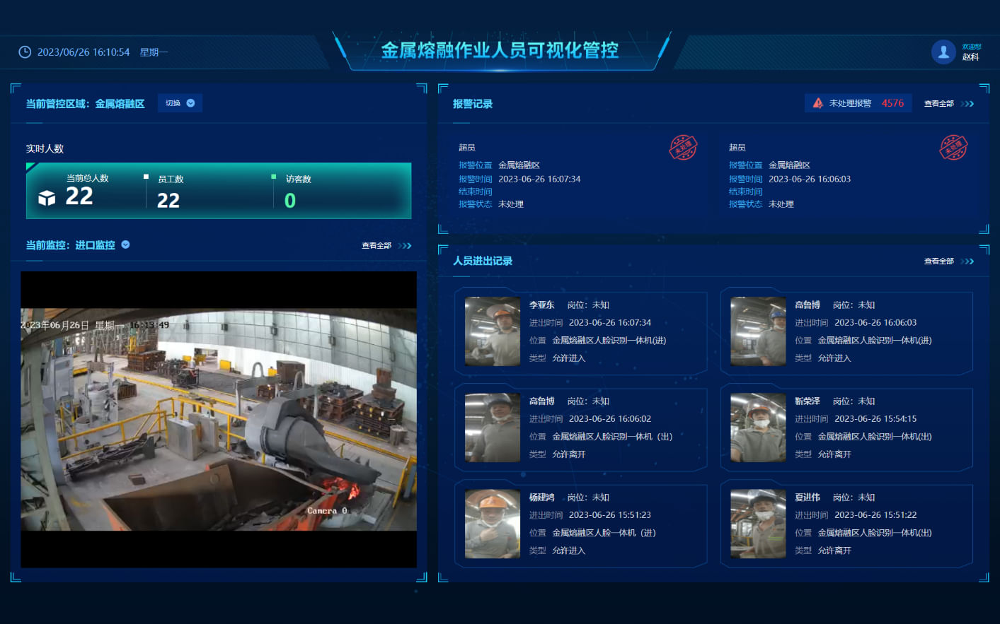 2023/06/26 16:10:54 星期一
金属熔融作业人员可视化管控
欢迎您
赵科
当前管控区域：金属熔融区 切换
实时人数
当前总人数 22
员工数 22
访客数 0
当前监控：进口监控 查看全部
2023年06月26日 星期一 16:13:49
Camera 0
报警记录 未处理报警 4576 查看全部
超员
未处理
报警位置 金属熔融区
报警时间 2023-06-26 16:07:34
结束时间
报警状态 未处理
超员
未处理
报警位置 金属熔融区
报警时间 2023-06-26 16:06:03
结束时间
报警状态 未处理
人员进出记录 查看全部
李亚东 岗位：未知
进出时间 2023-06-26 16:07:34
位置 金属熔融区人脸识别一体机(进)
类型 允许进入
高鲁博 岗位：未知
进出时间 2023-06-26 16:06:03
位置 金属熔融区人脸识别一体机(进)
类型 允许进入
高鲁博 岗位：未知
进出时间 2023-06-26 16:06:02
位置 金属熔融区人脸识别一体机（出）
类型 允许离开
靳荣泽 岗位：未知
进出时间 2023-06-26 15:54:15
位置 金属熔融区人脸识别一体机(出)
类型 允许离开
杨建鸿 岗位：未知
进出时间 2023-06-26 15:51:23
位置 金属熔融区人脸一体机（进）
类型 允许进入
夏进伟 岗位：未知
进出时间 2023-06-26 15:51:22
位置 金属熔融区人脸识别一体机(出)
类型 允许离开